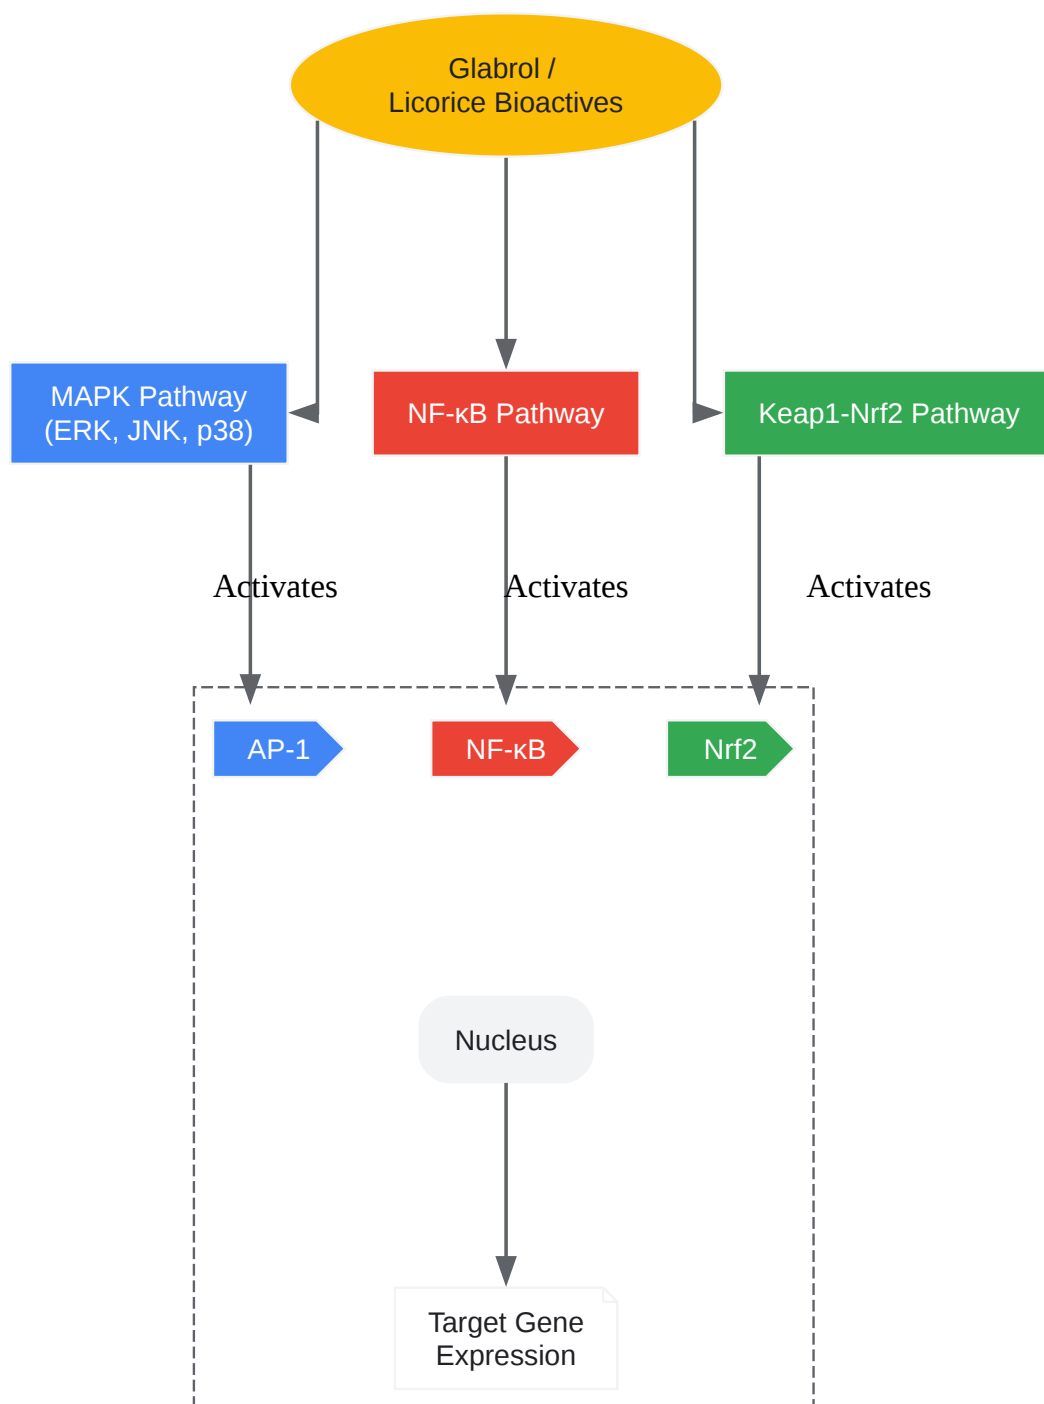 Glabrol /
Licorice Bioactives
MAPK Pathway
(ERK, JNK, p38)
NF-κB Pathway
Keap1-Nrf2 Pathway
Activates
Activates
Activates
AP-1
NF-κB
Nrf2
Nucleus
Target Gene
Expression